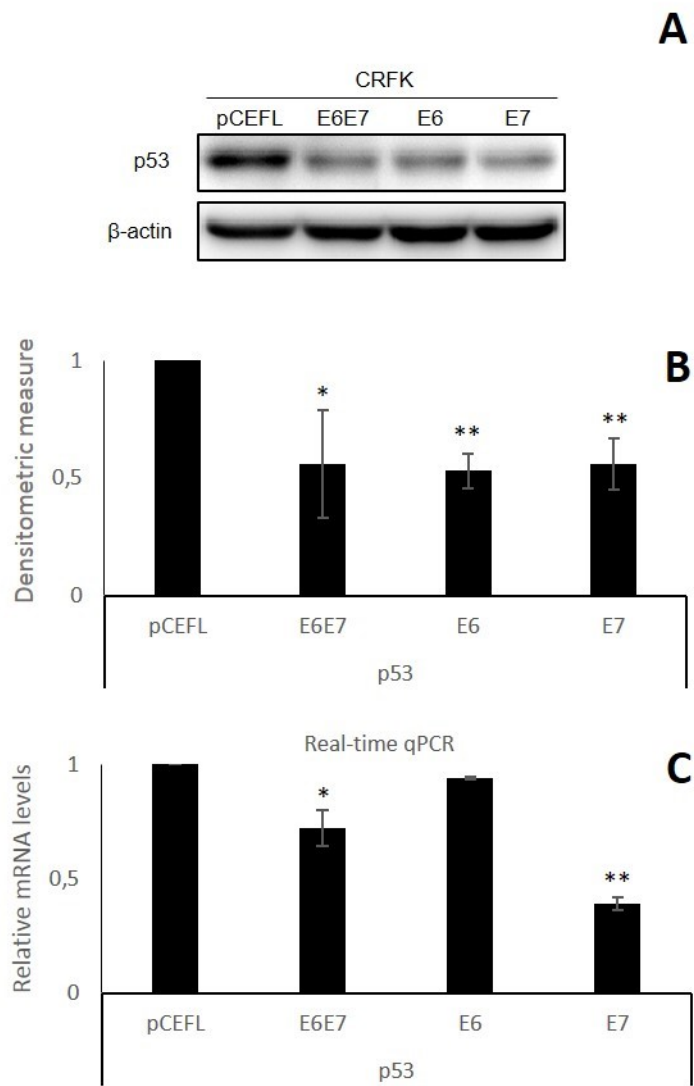 A
CRFK
pCEFL E6E7 E6 E7
p53
β-actin
B
Densitometric measure
1
0,5
0
*
**
**
pCEFL E6E7 E6 E7
p53
Real-time qPCR
C
Relative mRNA levels
1
0,5
0
*
**
pCEFL E6E7 E6 E7
p53